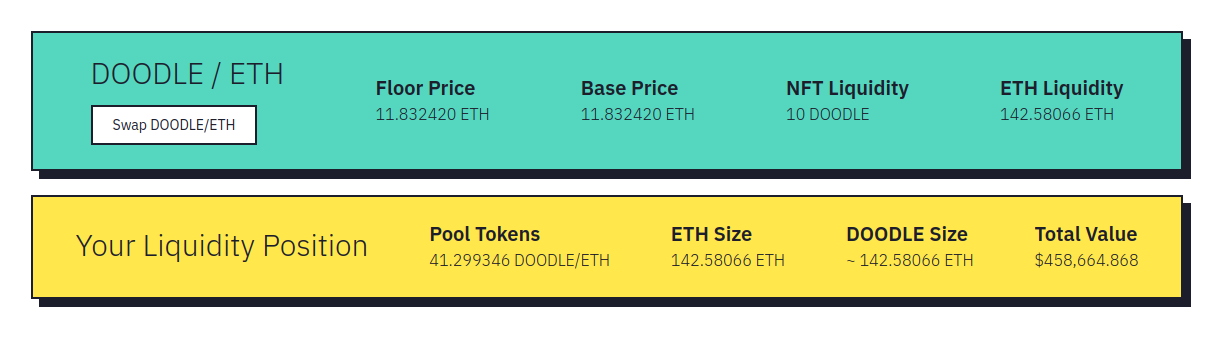 DOODLE / ETH
Swap DOODLE/ETH
Floor Price
11.832420 ETH
Base Price
11.832420 ETH
NFT Liquidity
10 DOODLE
ETH Liquidity
142.58066 ETH
Your Liquidity Position
Pool Tokens
41.299346 DOODLE/ETH
ETH Size
142.58066 ETH
DOODLE Size
~ 142.58066 ETH
Total Value
$458,664.868